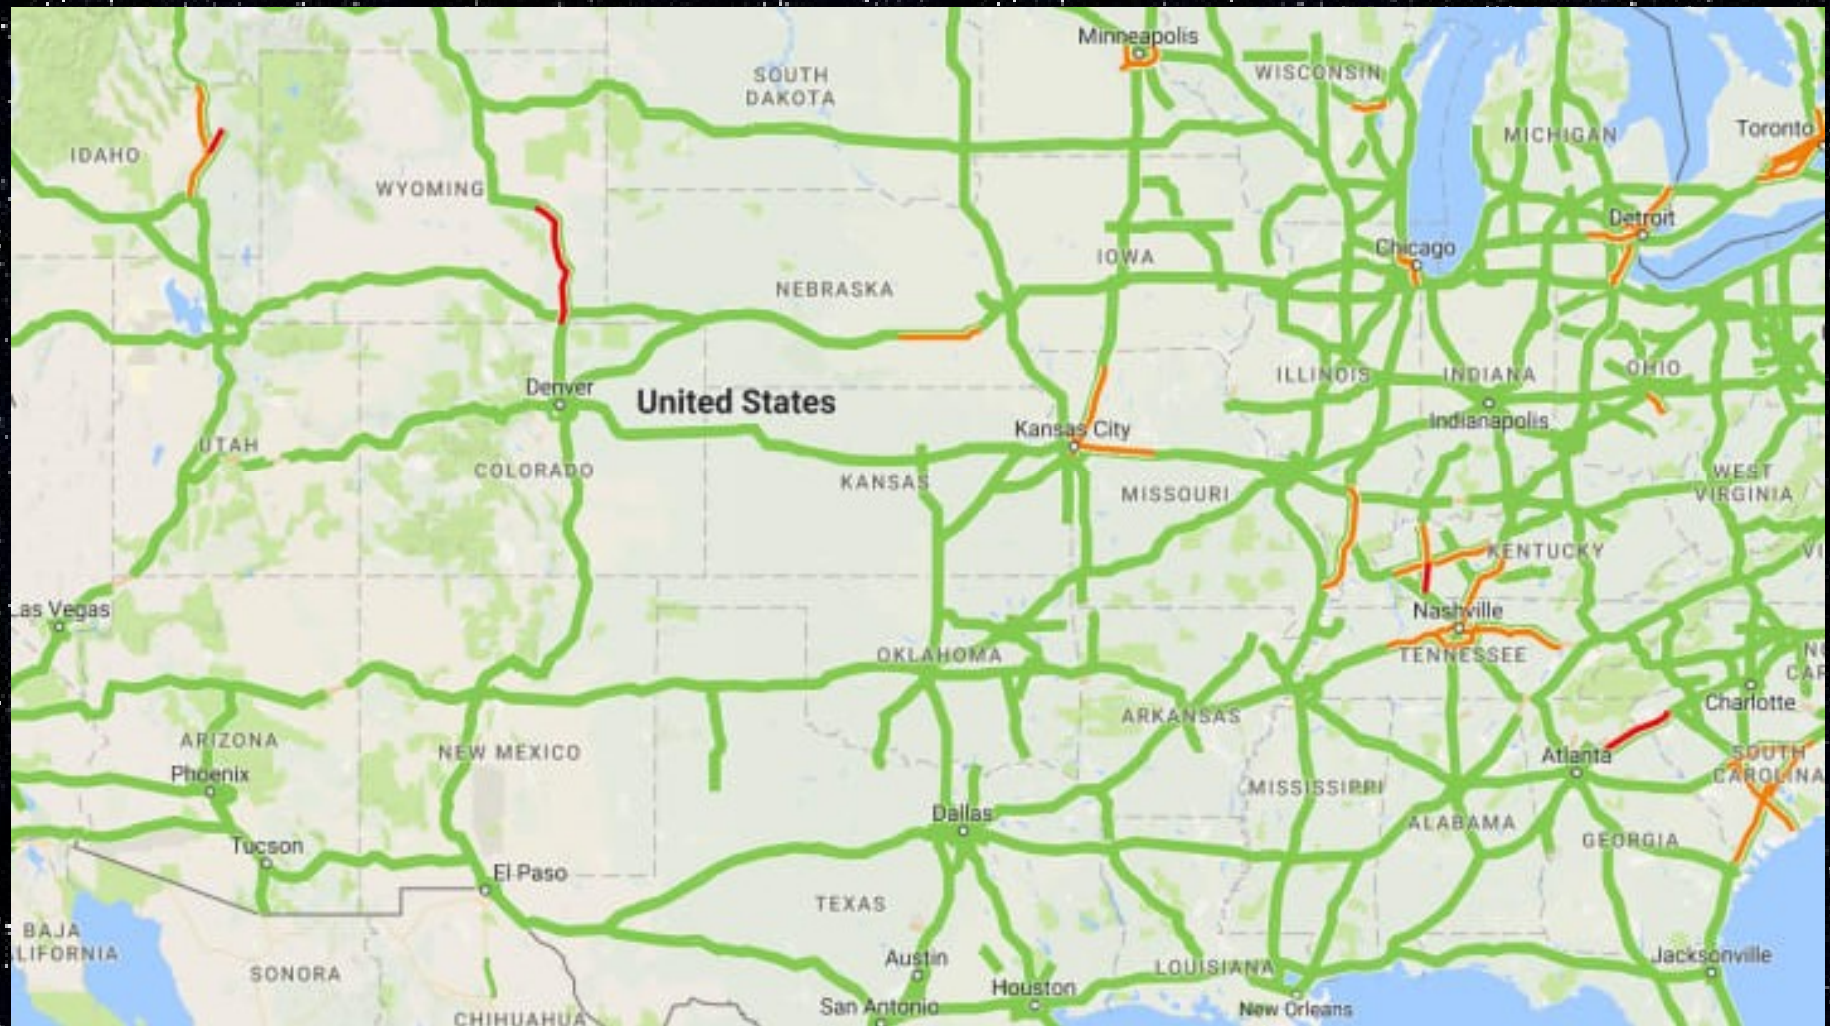 Minneapolis
SOUTH
DAKOTA
WISCONSIN
Toronto
MICHIGAN
IDAHO
WYOMING
Detroit
Chicago
IOWA
NEBRASKA
ILLINOIS
INDIANA
OHIO
Denver
United States
Indianapolis
Kansas City
UTAH
COLORADO
KANSAS
MISSOURI
WEST
VIRGINIA
KENTUCKY
VI
Las Vegas
Nashville
OKLAHOMA
TENNESSEE
NO
CAR
Charlotte
ARKANSAS
ARIZONA
NEW MEXICO
Atlanta
SOUTH
CAROLINA
Phoenix
MISSISSIPPI
Dallas
ALABAMA
GEORGIA
Tucson
El Paso
TEXAS
BAJA
LIFORNIA
SONORA
Austin
LOUISIANA
Jacksonville
Houston
San Antonio
New Orleans
CHIHUAHUA